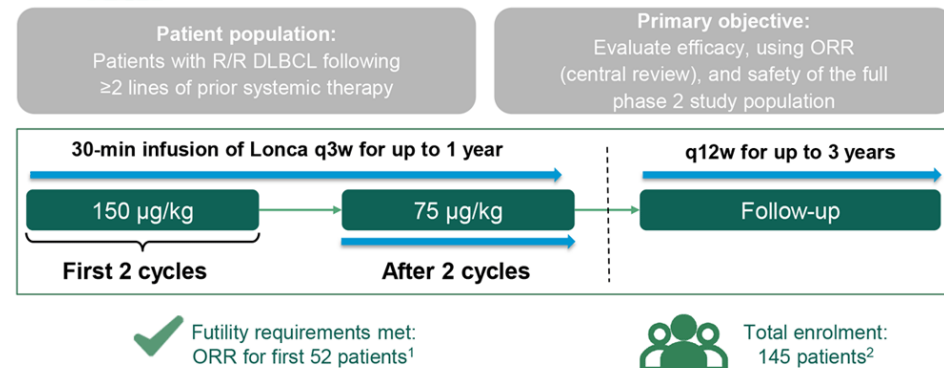 Patient population:
Patients with R/R DLBCL following
≥2 lines of prior systemic therapy
Primary objective:
Evaluate efficacy, using ORR
(central review), and safety of the full
phase 2 study population
30-min infusion of Lonca q3w for up to 1 year
q12w for up to 3 years
150 µg/kg
75 µg/kg
Follow-up
First 2 cycles
After 2 cycles
Futility requirements met:
ORR for first 52 patients¹
Total enrolment:
145 patients²